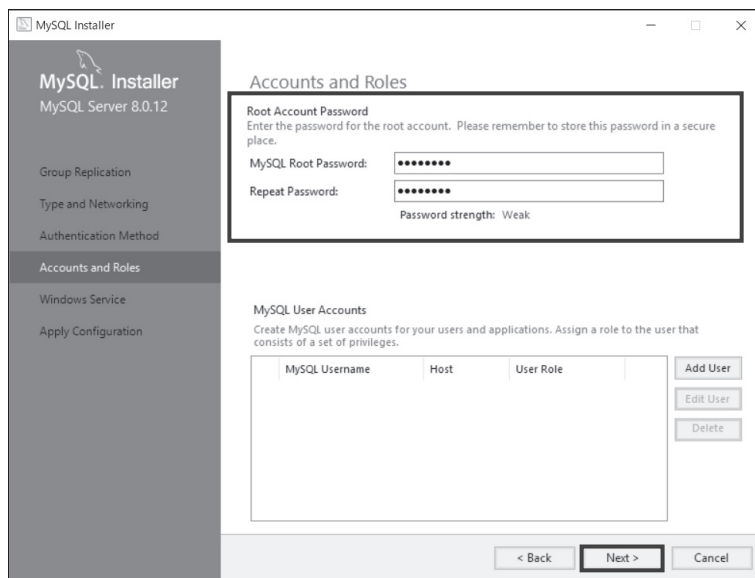 MySQL Installer
MySQL. Installer
MySQL Server 8.0.12
Group Replication
Type and Networking
Authentication Method
Accounts and Roles
Windows Service
Apply Configuration
Accounts and Roles
Root Account Password
Enter the password for the root account. Please remember to store this password in a secure
place.
MySQL Root Password: ●●●●●●●●
Repeat Password: ●●●●●●●●
Password strength: Weak
MySQL User Accounts
Create MySQL user accounts for your users and applications. Assign a role to the user that
consists of a set of privileges.
MySQL Username Host User Role
Add User
Edit User
Delete
< Back Next > Cancel